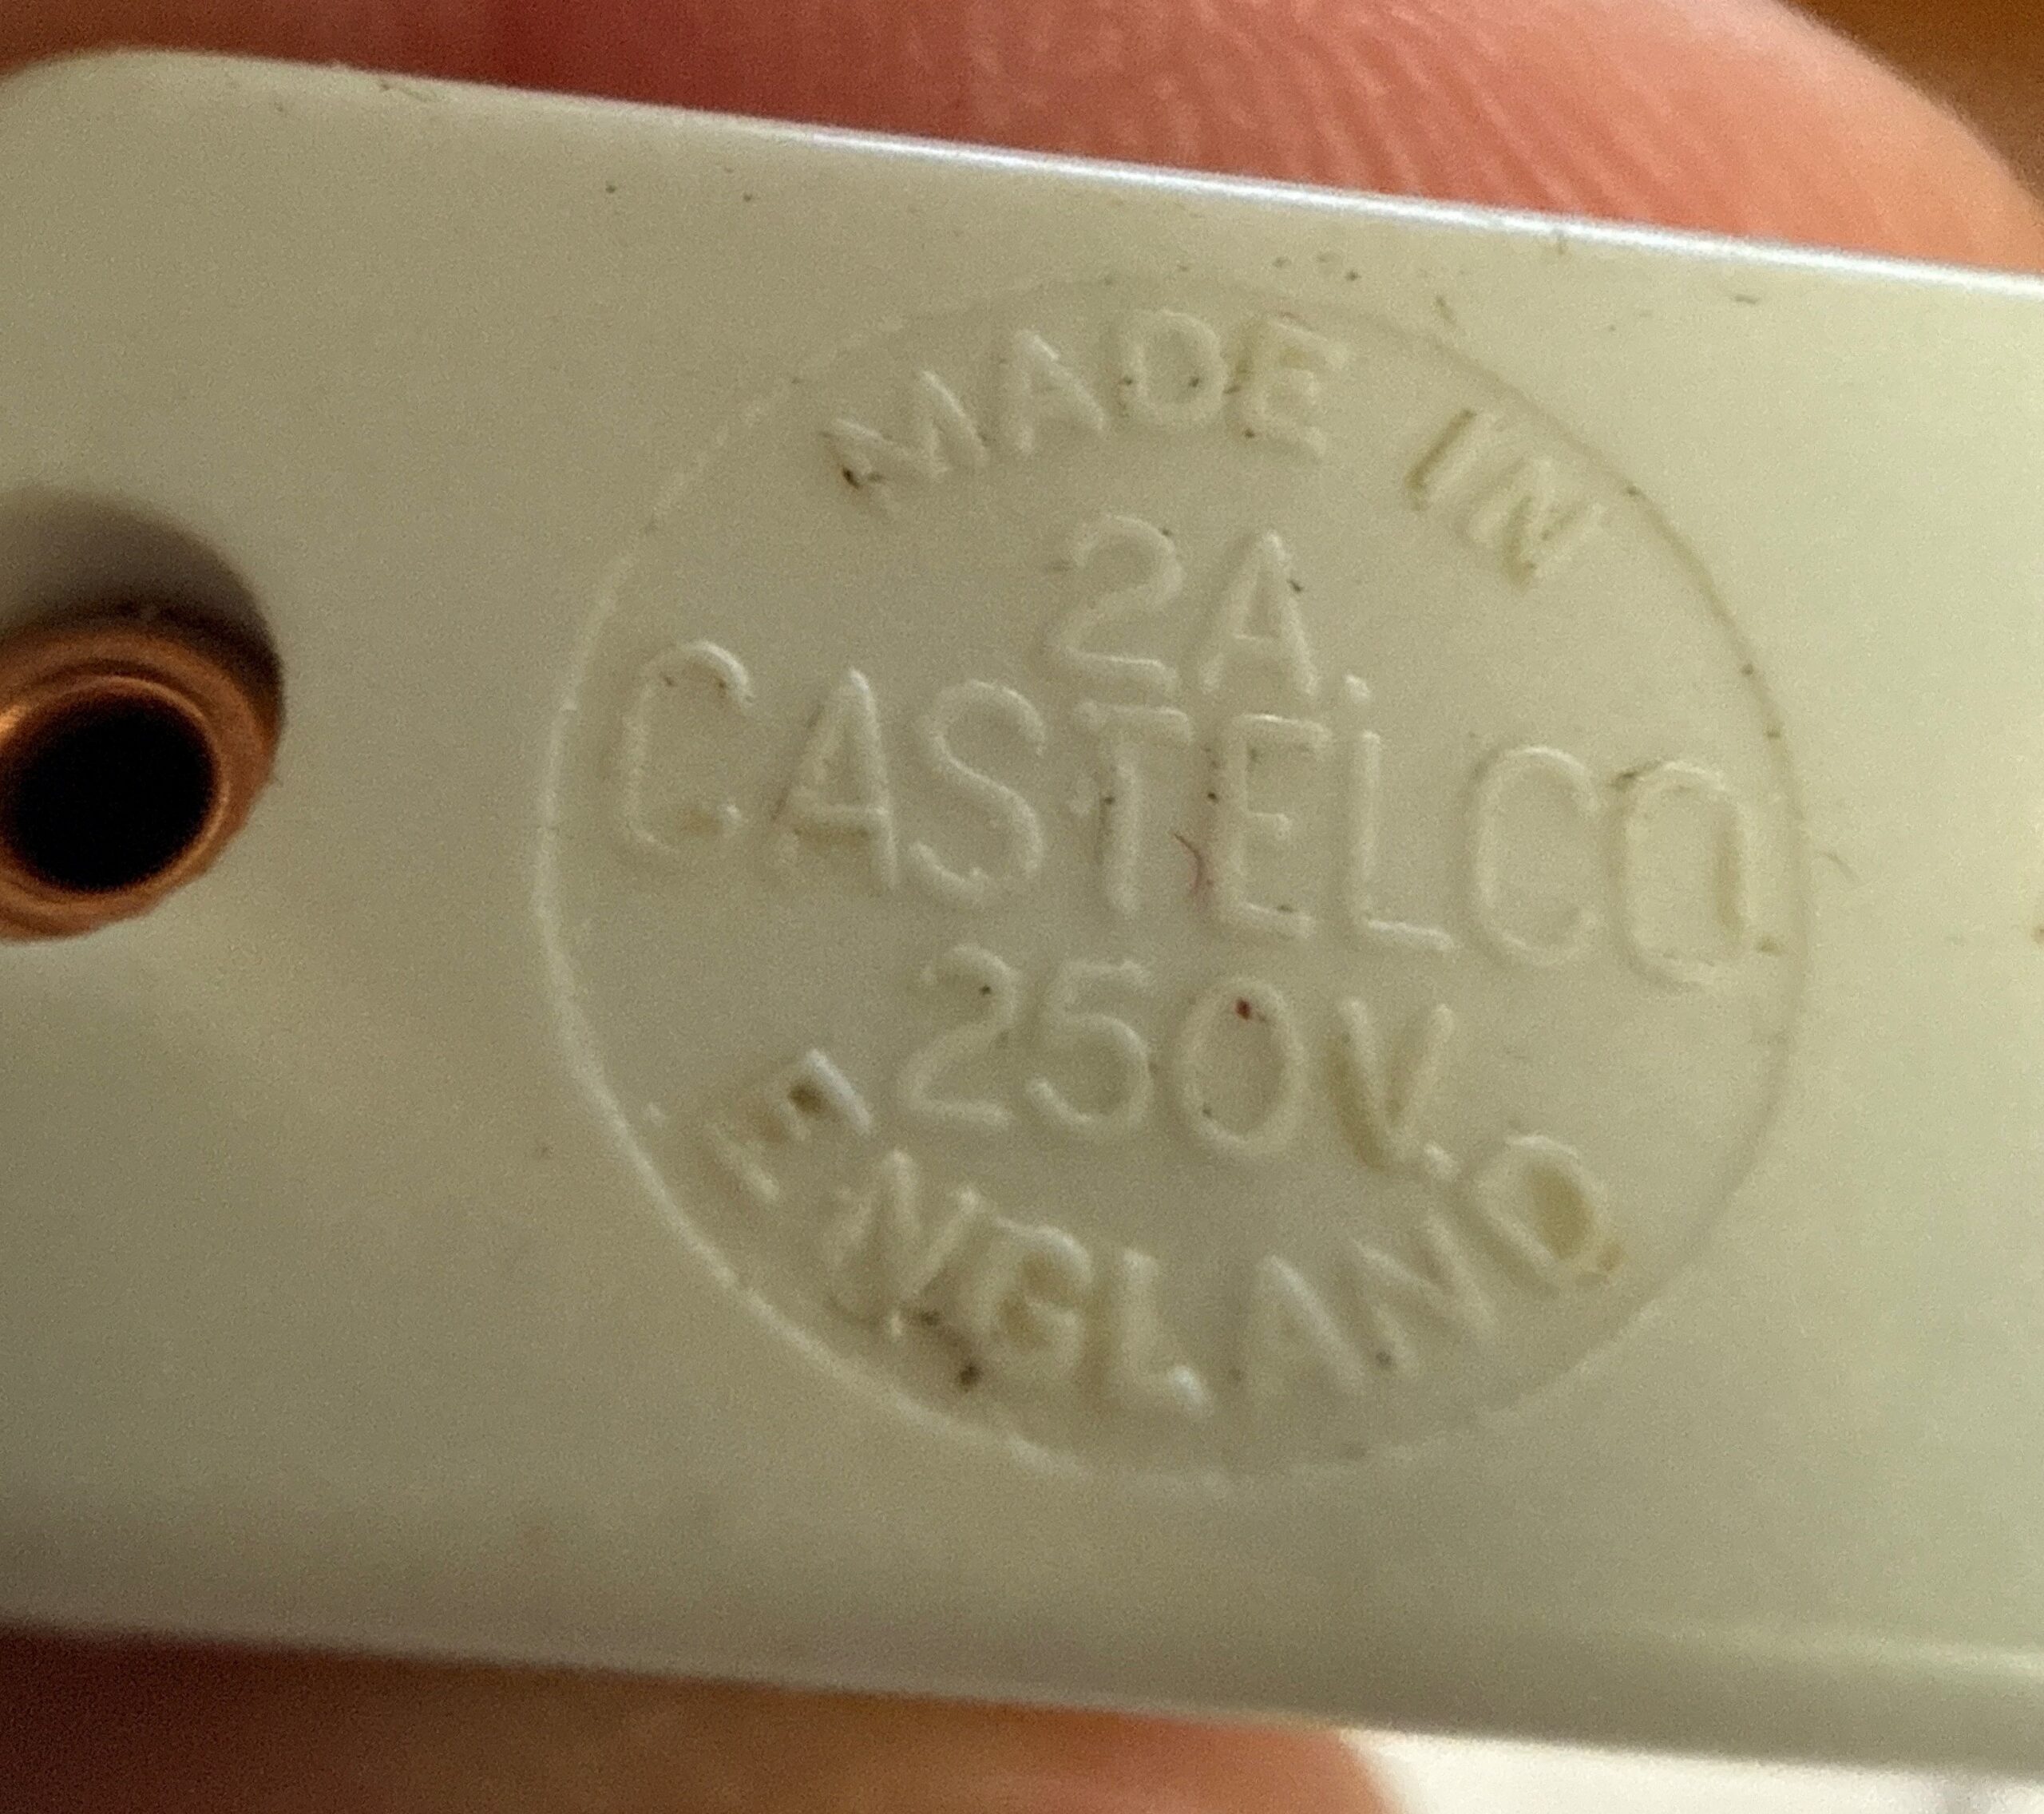 MADE IN
2A.
CASTELCO
250V.
ENGLAND